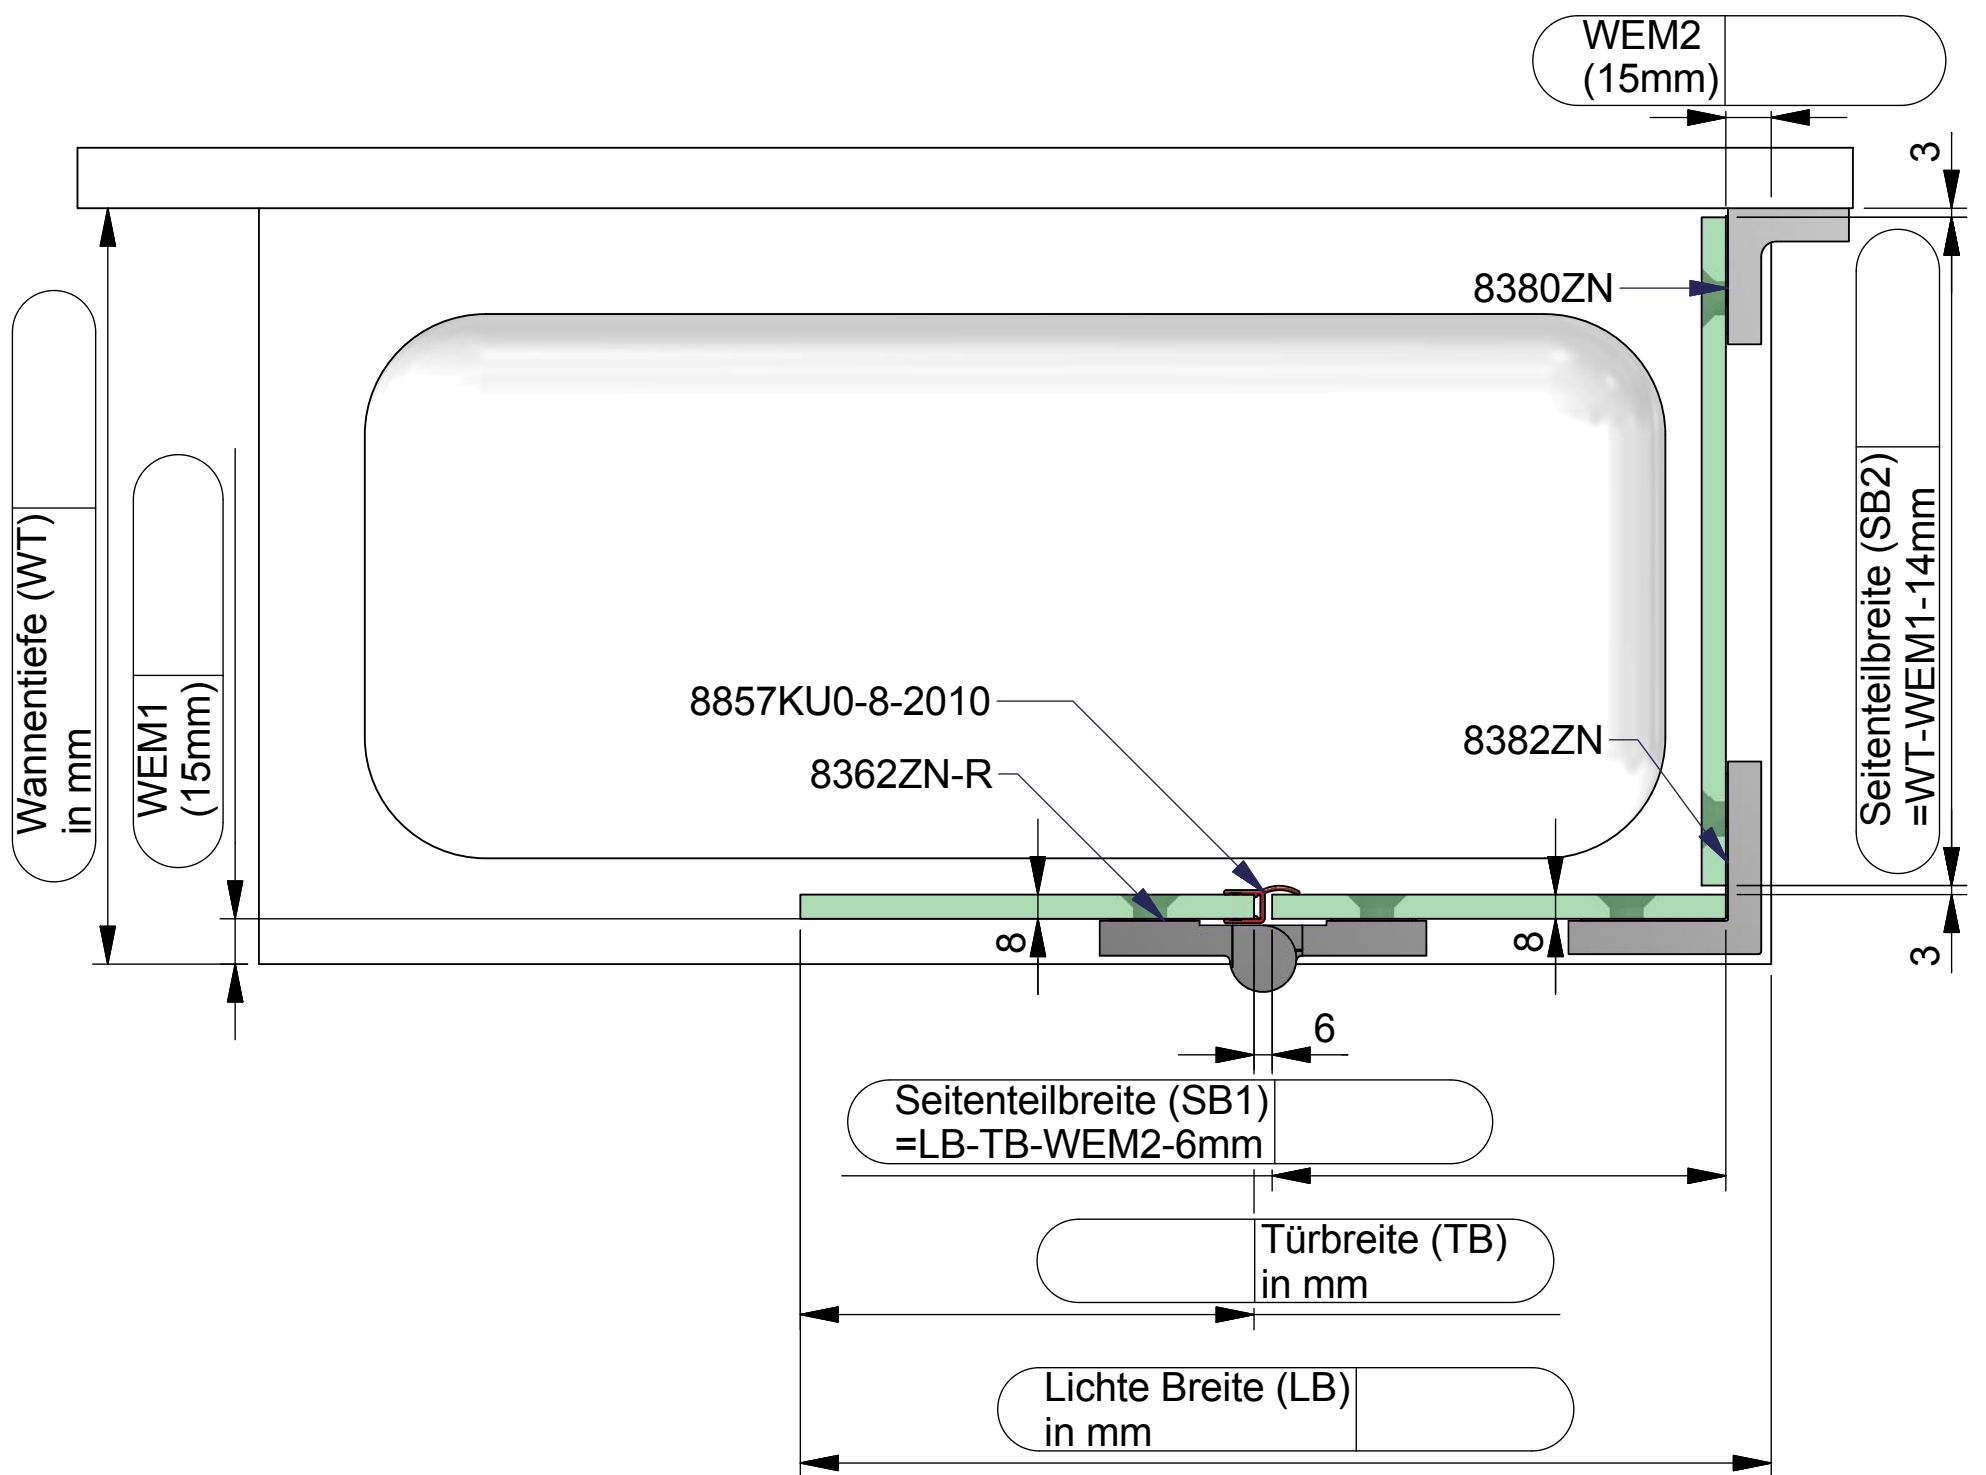 WEM2
(15mm)
3
8380ZN
Wannentiefe (WT)
in mm
WEM1
(15mm)
Seitenteilbreite (SB2)
=WT-WEM1-14mm
8857KU0-8-2010
8362ZN-R
8382ZN
8
8
3
6
Seitenteilbreite (SB1)
=LB-TB-WEM2-6mm
Türbreite (TB)
in mm
Lichte Breite (LB)
in mm